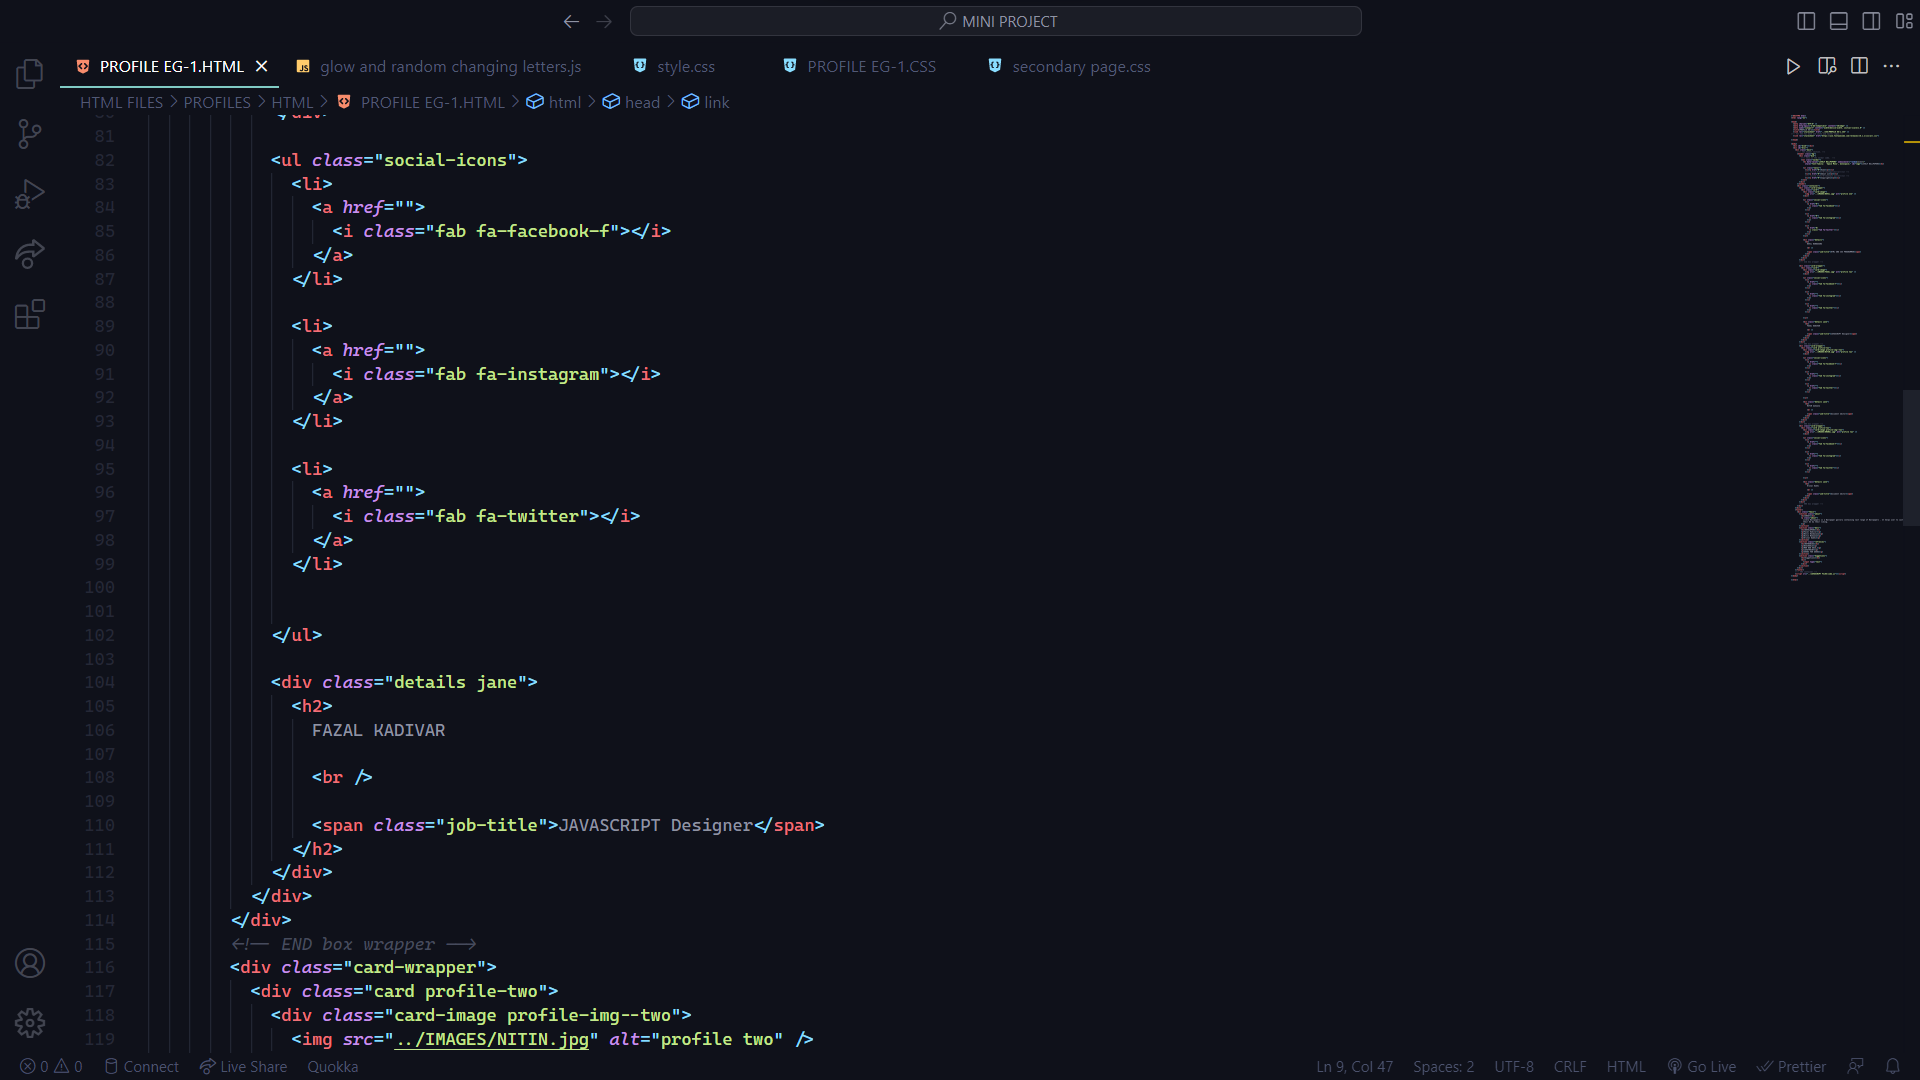 MINI PROJECT
PROFILE EG-1.HTML
glow and random changing letters.js
style.css
PROFILE EG-1.CSS
secondary page.css
HTML FILES > PROFILES > HTML > PROFILE EG-1.HTML > html > head > link
81
82 <ul class="social-icons">
83 <li>
84 <a href="">
85 <i class="fab fa-facebook-f"></i>
86 </a>
87 </li>
88
89 <li>
90 <a href="">
91 <i class="fab fa-instagram"></i>
92 </a>
93 </li>
94
95 <li>
96 <a href="">
97 <i class="fab fa-twitter"></i>
98 </a>
99 </li>
100
101
102 </ul>
103
104 <div class="details jane">
105 <h2>
106 FAZAL KADIVAR
107
108 <br />
109
110 <span class="job-title">JAVASCRIPT Designer</span>
111 </h2>
112 </div>
113 </div>
114 </div>
115 <!-- END box wrapper -->
116 <div class="card-wrapper">
117 <div class="card profile-two">
118 <div class="card-image profile-img--two">
119 <img src="../IMAGES/NITIN.jpg" alt="profile two" />
0 0 Connect Live Share Quokka Ln 9, Col 47 Spaces: 2 UTF-8 CRLF HTML Go Live Prettier